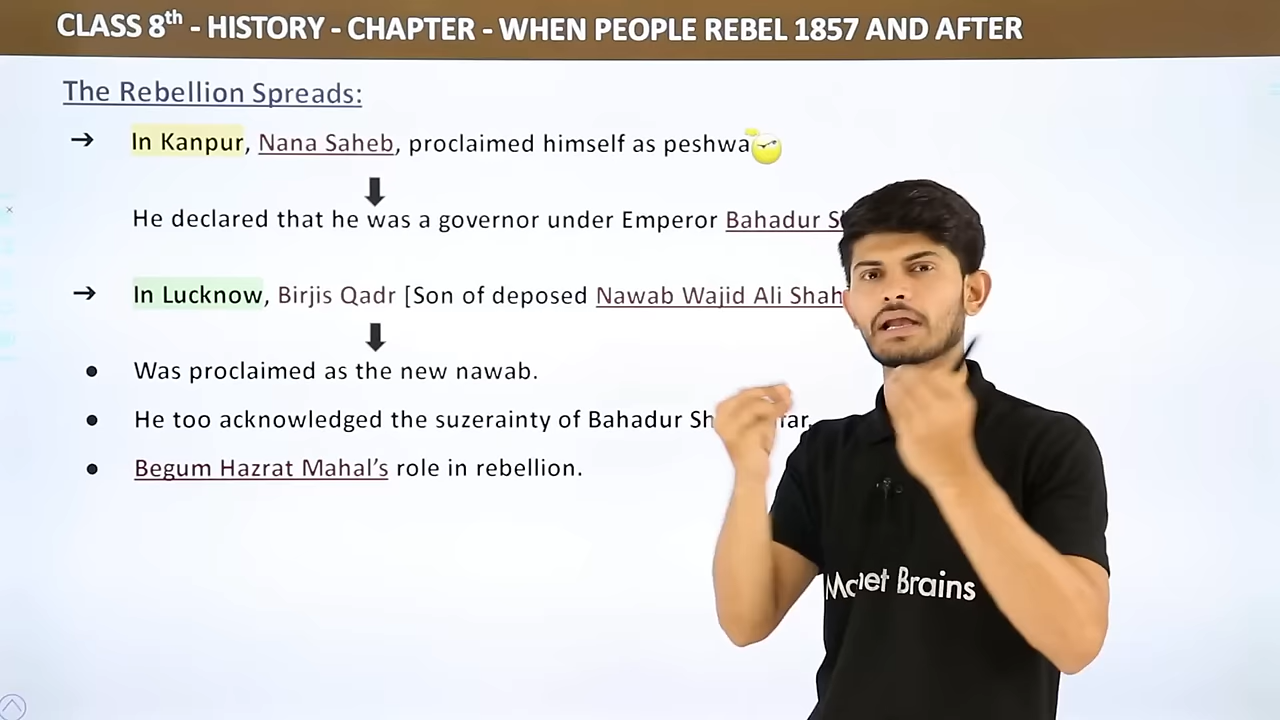 CLASS 8th - HISTORY - CHAPTER - WHEN PEOPLE REBEL 1857 AND AFTER
The Rebellion Spreads:
➔ In Kanpur, Nana Saheb, proclaimed himself as peshwa
He declared that he was a governor under Emperor Bahadur
➔ In Lucknow, Birjis Qadr [Son of deposed Nawab Wajid Ali Shah
● Was proclaimed as the new nawab.
● He too acknowledged the suzerainty of Bahadur
● Begum Hazrat Mahal's role in rebellion.
Brains